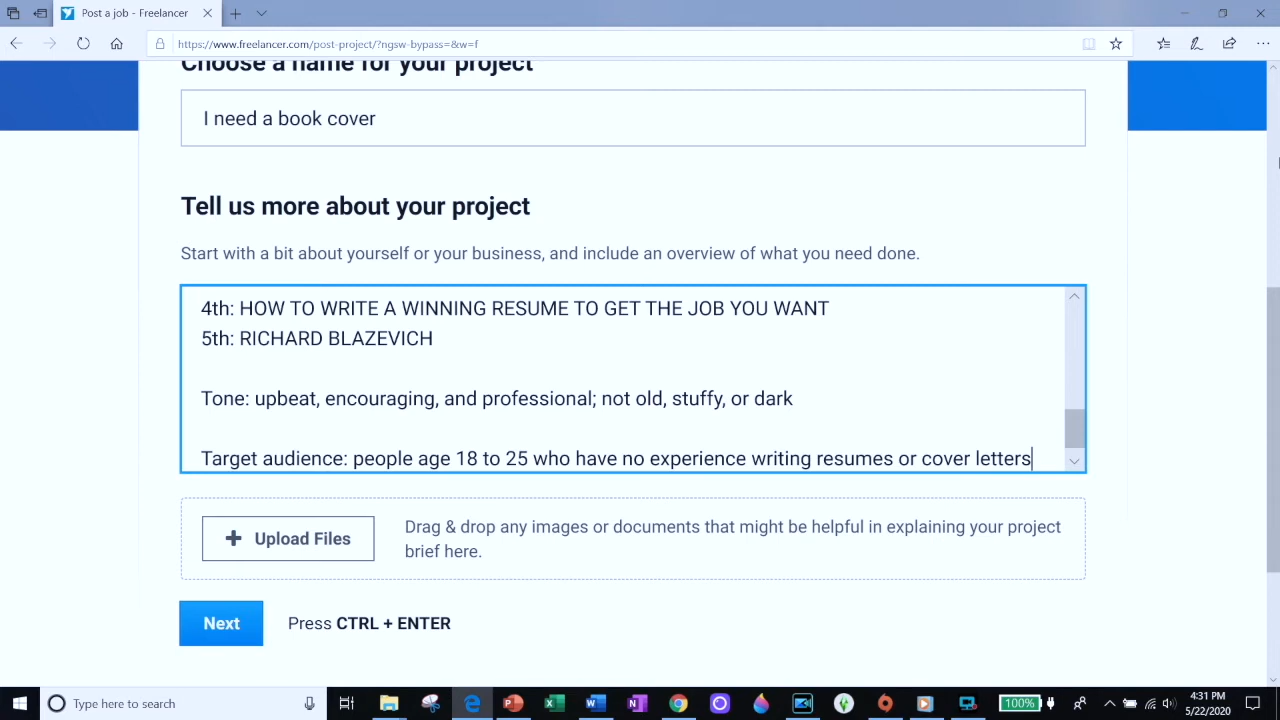 Post a job - Freelancer
https://www.freelancer.com/post-project/?ngsw-bypass=&w=f
Choose a name for your project
I need a book cover
Tell us more about your project
Start with a bit about yourself or your business, and include an overview of what you need done.
4th: HOW TO WRITE A WINNING RESUME TO GET THE JOB YOU WANT
5th: RICHARD BLAZEVICH
Tone: upbeat, encouraging, and professional; not old, stuffy, or dark
Target audience: people age 18 to 25 who have no experience writing resumes or cover letters
Upload Files
Drag & drop any images or documents that might be helpful in explaining your project
brief here.
Next
Press CTRL + ENTER
Type here to search
100%
4:31 PM
5/22/2020